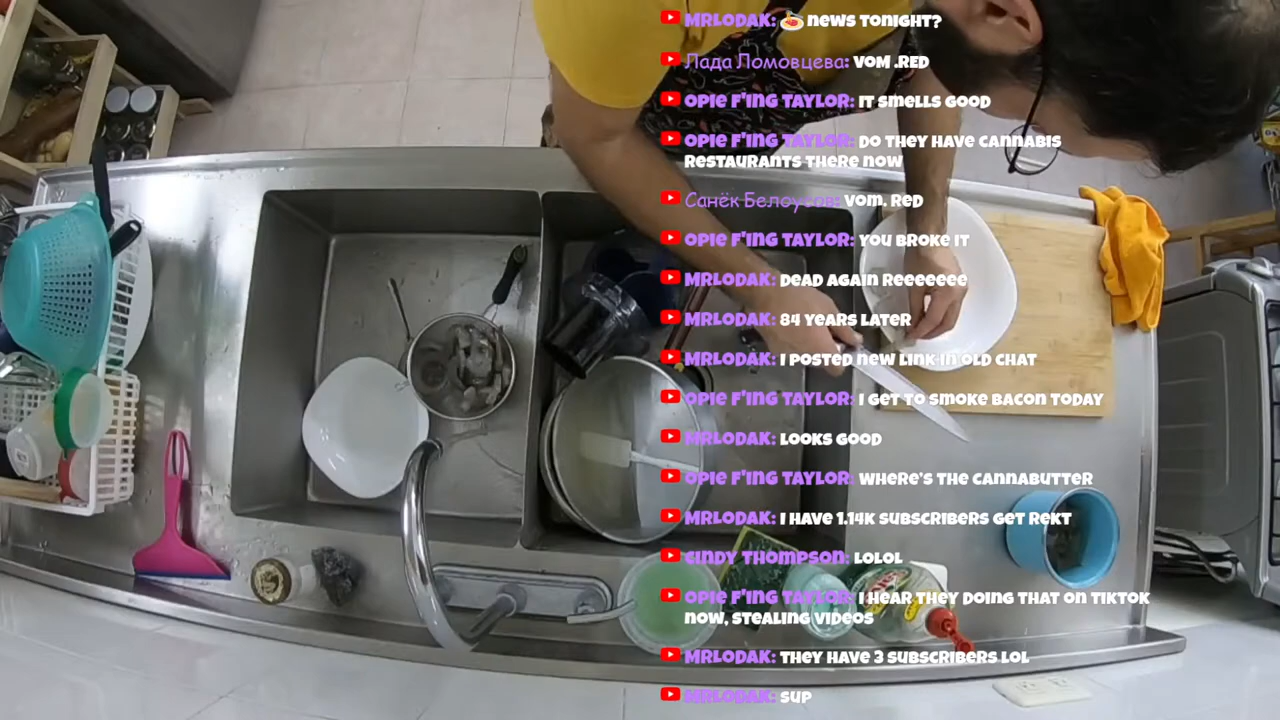 MRLODAK: 🍝 news tonight?
Лада Ломовцева: vom .red
Opie F'ing Taylor: It smells good
Opie F'ing Taylor: Do they have cannabis
restaurants there now
Санёк Белоусов: vom. red
Opie F'ing Taylor: You broke it
MRLODAK: dead again Reeeeeee
MRLODAK: 84 years later
MRLODAK: I posted new link in old chat
Opie F'ing Taylor: I get to smoke bacon today
MRLODAK: looks good
Opie F'ing Taylor: Where's the cannabutter
MRLODAK: I have 1.14k subscribers get rekt
Cindy Thompson: lolol
Opie F'ing Taylor: I hear they doing that on tiktok
now, stealing videos
MRLODAK: they have 3 subscribers lol
MRLODAK: sup